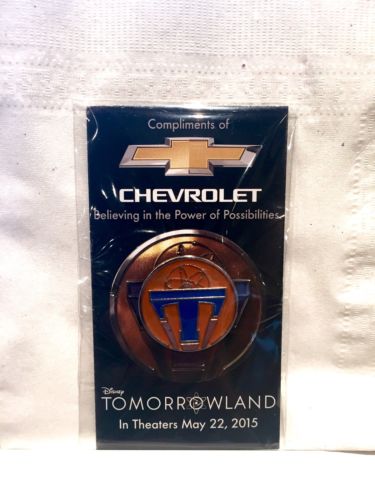 Compliments of
CHEVROLET
Believing in the Power of Possibilities
T
Disney
TOMORROWLAND
In Theaters May 22, 2015